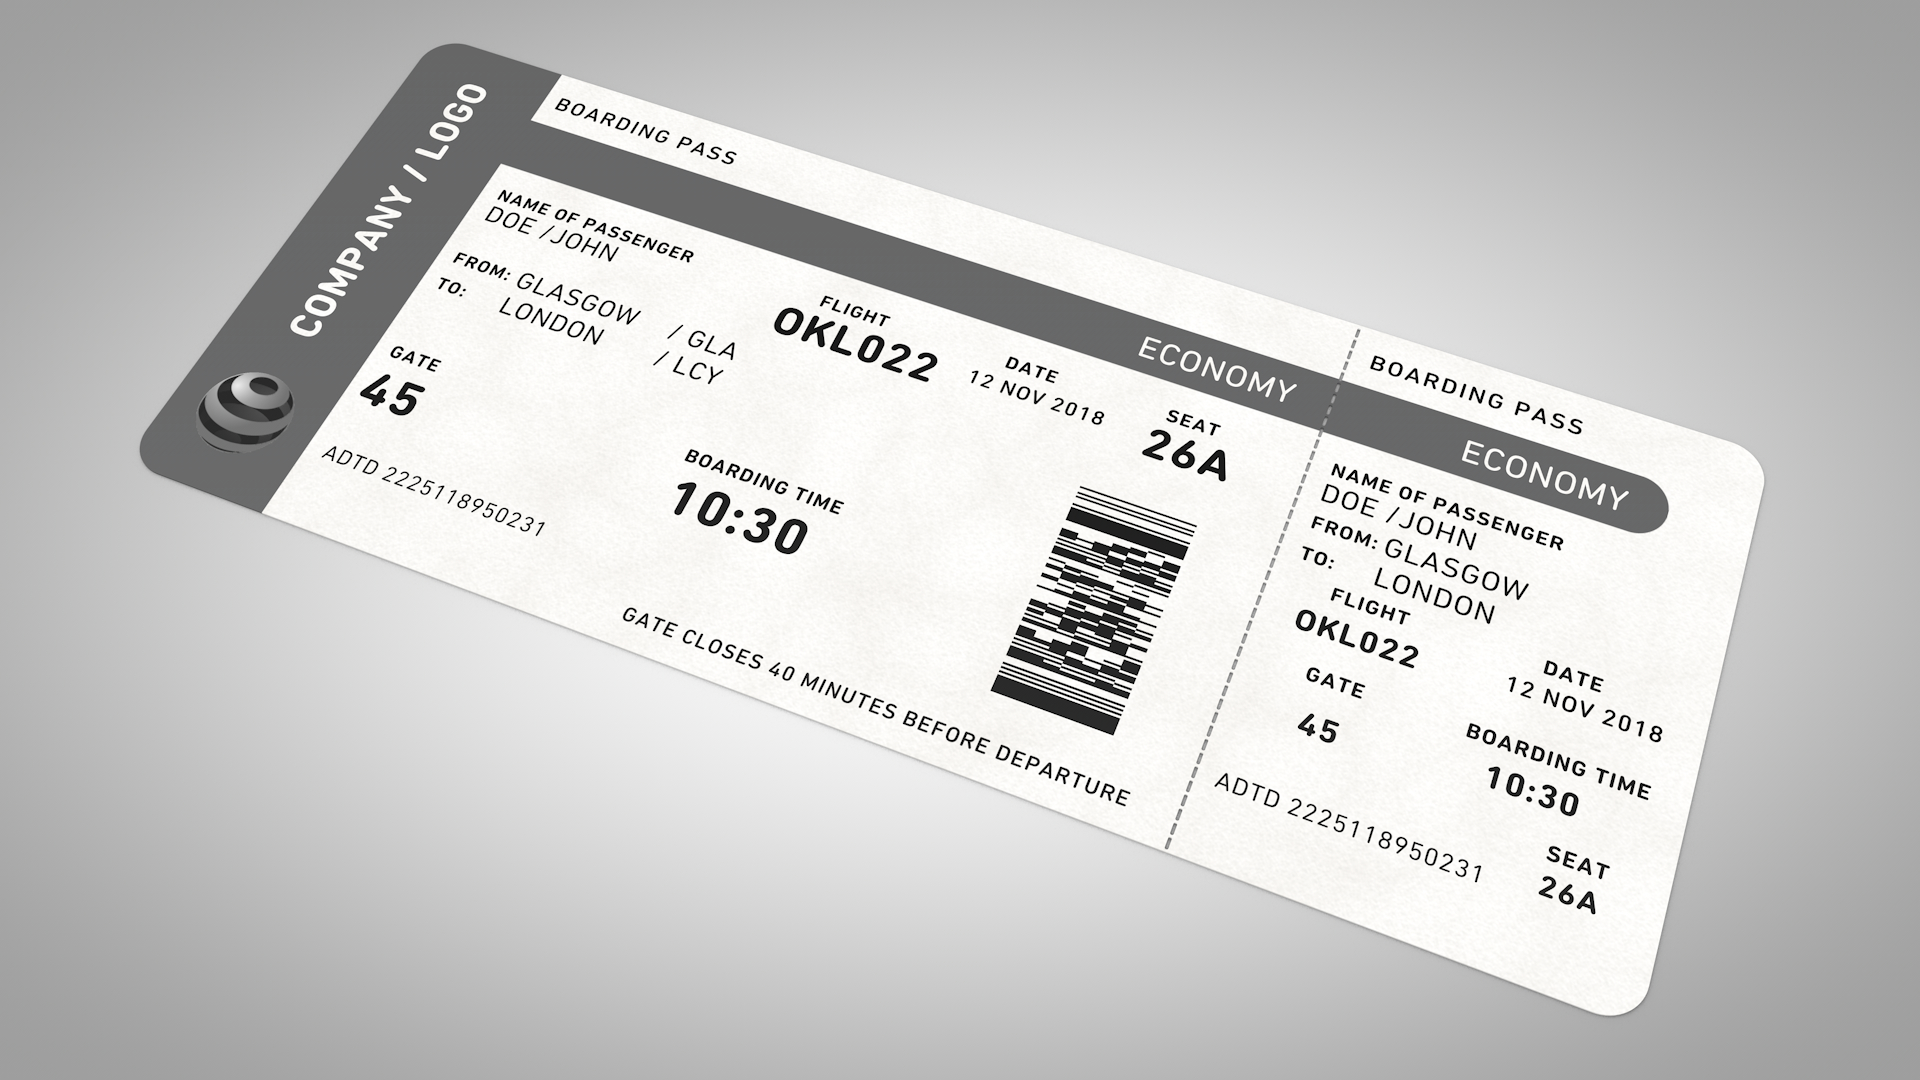 COMPANY / LOGO
BOARDING PASS
ECONOMY
NAME OF PASSENGER
DOE /JOHN
FROM: GLASGOW / GLA
TO: LONDON / LCY
FLIGHT
OKL022
DATE
12 NOV 2018
SEAT
26A
GATE
45
BOARDING TIME
10:30
ADTD 2225118950231
GATE CLOSES 40 MINUTES BEFORE DEPARTURE
BOARDING PASS
ECONOMY
NAME OF PASSENGER
DOE /JOHN
FROM: GLASGOW
TO: LONDON
FLIGHT
OKL022
DATE
12 NOV 2018
GATE
45
BOARDING TIME
10:30
ADTD 2225118950231
SEAT
26A